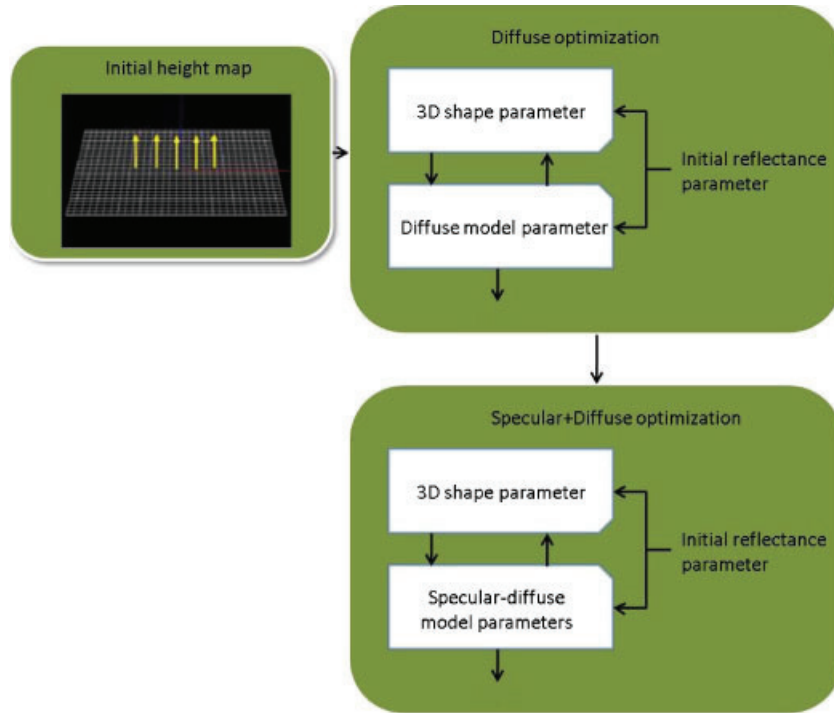 Initial height map
Diffuse optimization
3D shape parameter
Initial reflectance
parameter
Diffuse model parameter
Specular+Diffuse optimization
3D shape parameter
Initial reflectance
parameter
Specular-diffuse
model parameters